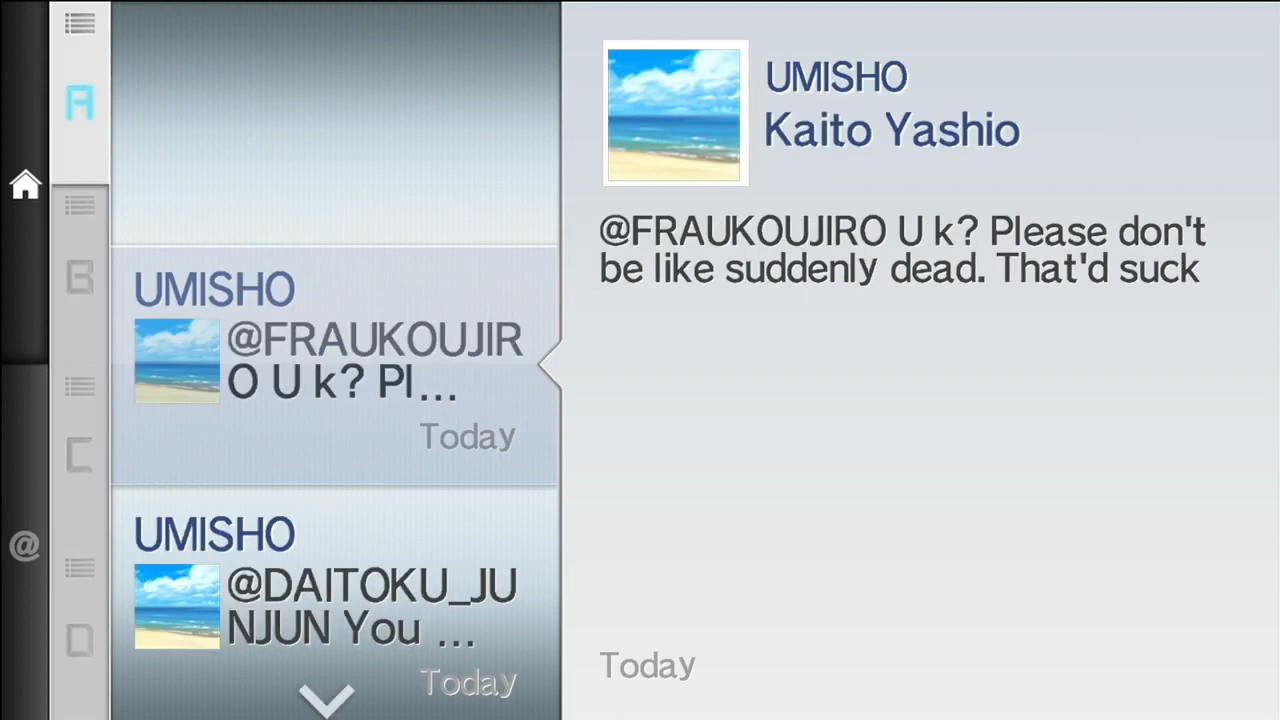 A
B
C
D
@
UMISHO
@FRAUKOUJIR
O U k? Pl...
Today
UMISHO
@DAITOKU_JU
NJUN You ...
Today
UMISHO
Kaito Yashio
@FRAUKOUJIRO U k? Please don't
be like suddenly dead. That'd suck
Today